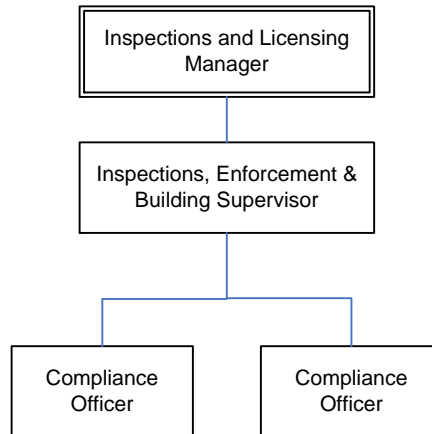 Inspections and Licensing
Manager
Inspections, Enforcement &
Building Supervisor
Compliance
Officer
Compliance
Officer